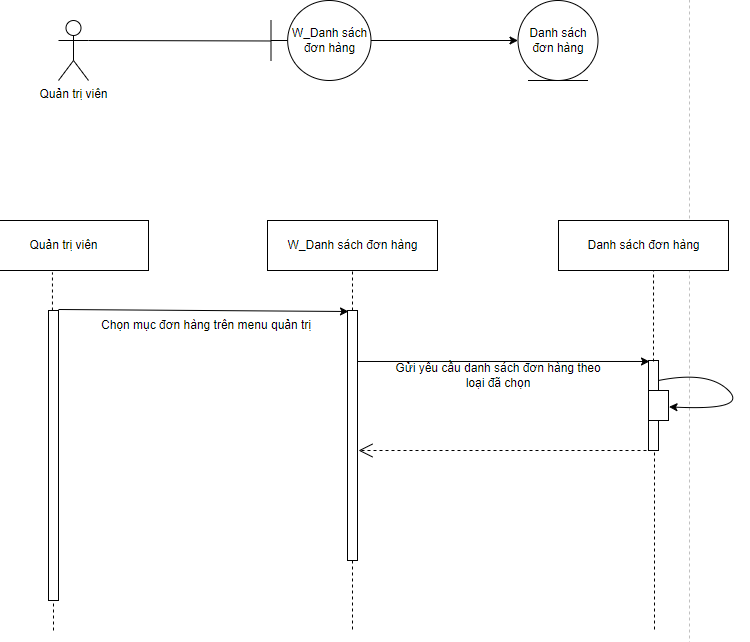 W_Danh sách
đơn hàng
Danh sách
đơn hàng
Quản trị viên
Quản trị viên
W_Danh sách đơn hàng
Danh sách đơn hàng
Chọn mục đơn hàng trên menu quản trị
Gửi yêu cầu danh sách đơn hàng theo
loại đã chọn